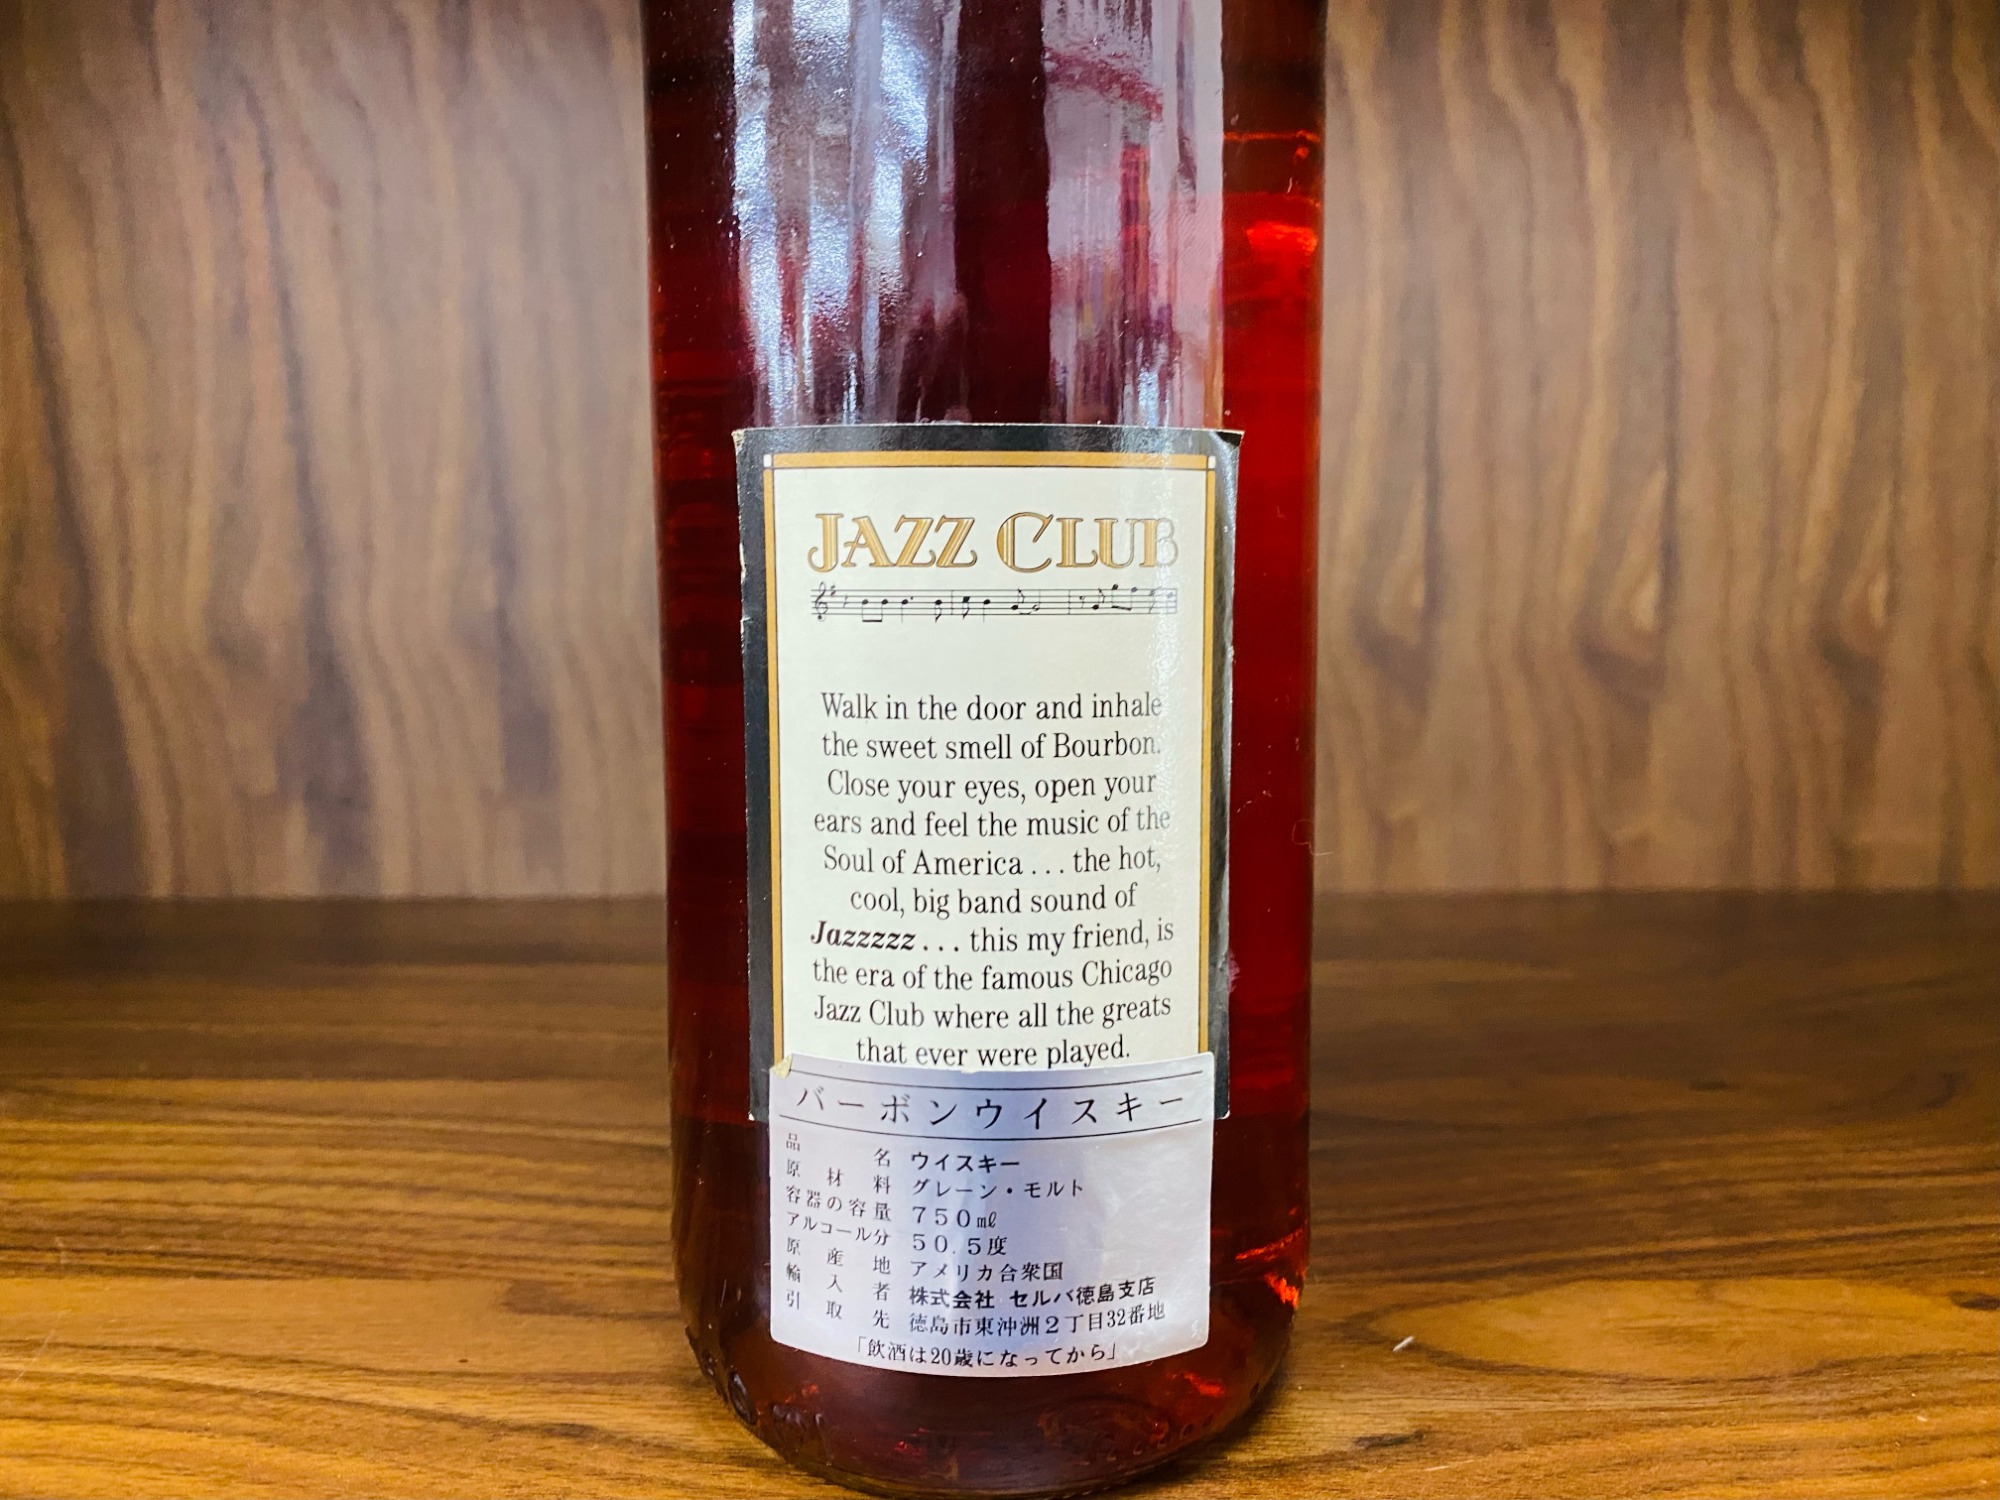 JAZZ CLUB
Walk in the door and inhale
the sweet smell of Bourbon.
Close your eyes, open your
ears and feel the music of the
Soul of America . . . the hot,
cool, big band sound of
Jazzzzz . . . this my friend, is
the era of the famous Chicago
Jazz Club where all the greats
that ever were played.
バーボンウイスキー
品名 ウイスキー
原材料 グレーン・モルト
容器の容量 750㎖
アルコール分 50.5度
原産地 アメリカ合衆国
輸入者 株式会社 セルバ徳島支店
引取先 徳島市東沖洲2丁目32番地
「飲酒は20歳になってから」